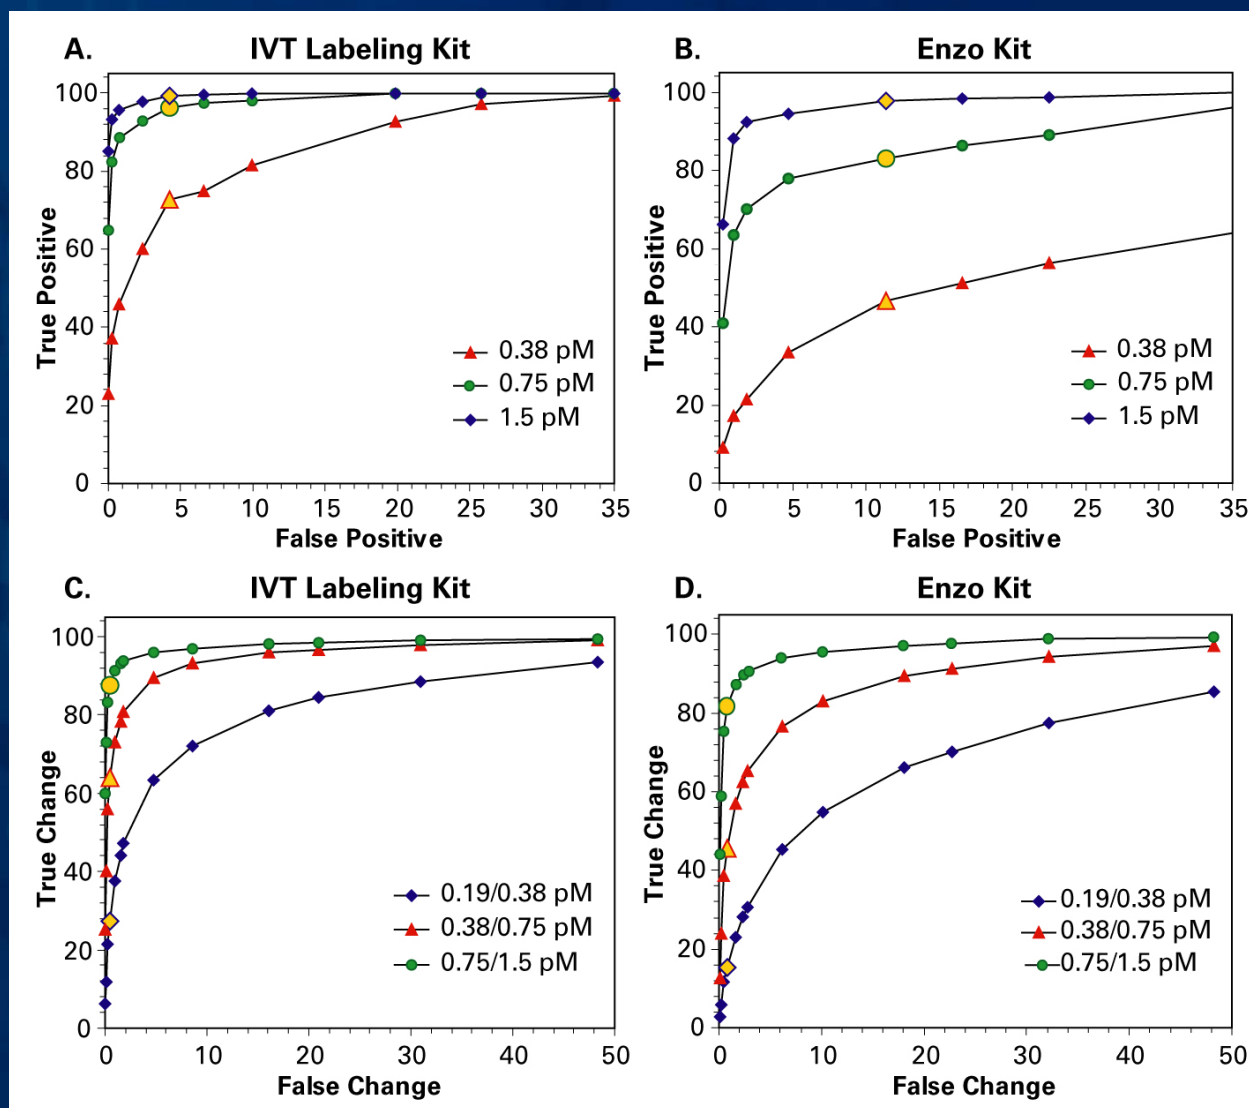 A. IVT Labeling Kit
100
80
60
40
20
0
True Positive
0.38 pM
0.75 pM
1.5 pM
0 5 10 15 20 25 30 35
False Positive
B. Enzo Kit
100
80
60
40
20
0
True Positive
0.38 pM
0.75 pM
1.5 pM
0 5 10 15 20 25 30 35
False Positive
C. IVT Labeling Kit
100
80
60
40
20
0
True Change
0.19/0.38 pM
0.38/0.75 pM
0.75/1.5 pM
0 10 20 30 40 50
False Change
D. Enzo Kit
100
80
60
40
20
0
True Change
0.19/0.38 pM
0.38/0.75 pM
0.75/1.5 pM
0 10 20 30 40 50
False Change